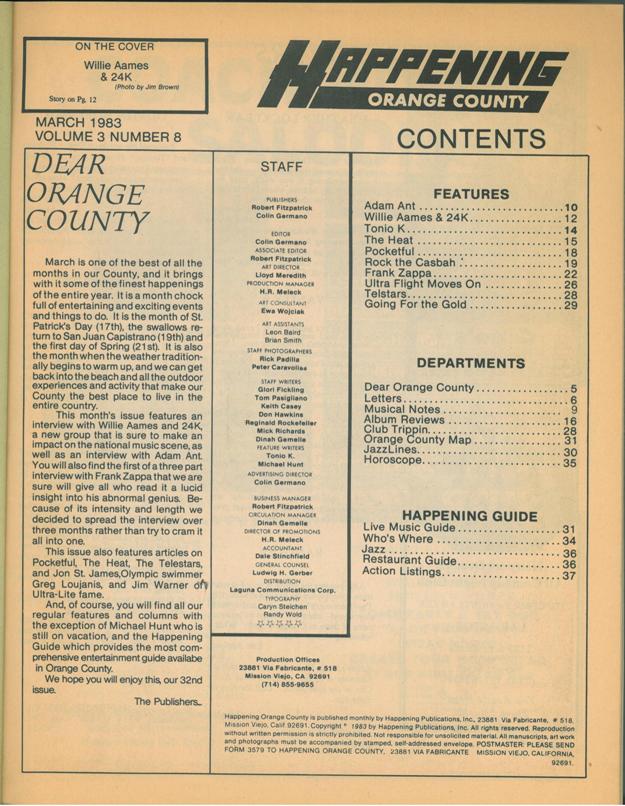 ON THE COVER
Willie Aames
& 24K
(Photo by Jim Brown)
Story on Pg. 12
HAPPENING
ORANGE COUNTY
MARCH 1983
VOLUME 3 NUMBER 8
CONTENTS
DEAR
ORANGE
COUNTY
March is one of the best of all the
months in our County, and it brings
with it some of the finest happenings
of the entire year. It is a month chock
full of entertaining and exciting events
and things to do. It is the month of St.
Patrick's Day (17th), the swallows re-
turn to San Juan Capistrano (19th) and
the first day of Spring (21st). It is also
the month when the weather tradition-
ally begins to warm up, and we can get
back into the beach and all the outdoor
experiences and activity that make our
County the best place to live in the
entire country.
This month's issue features an
interview with Willie Aames and 24K,
a new group that is sure to make an
impact on the national music scene, as
well as an interview with Adam Ant.
You will also find the first of a three part
interview with Frank Zappa that we are
sure will give all who read it a lucid
insight into his abnormal genius. Be-
cause of its intensity and length we
decided to spread the interview over
three months rather than try to cram it
all into one.
This issue also features articles on
Pocketful, The Heat, The Telestars,
and Jon St. James,Olympic swimmer
Greg Loujanis, and Jim Warner of
Ultra-Lite fame.
And, of course, you will find all our
regular features and columns with
the exception of Michael Hunt who is
still on vacation, and the Happening
Guide which provides the most com-
prehensive entertainment guide availabe
in Orange County.
We hope you will enjoy this, our 32nd
issue.
The Publishers..
STAFF
PUBLISHERS
Robert Fitzpatrick
Colin Germano
EDITOR
Colin Germano
ASSOCIATE EDITOR
Robert Fitzpatrick
ART DIRECTOR
Lloyd Meredith
PRODUCTION MANAGER
H.R. Meleck
ART CONSULTANT
Ewa Wojciak
ART ASSISTANTS
Leon Baird
Brian Smith
STAFF PHOTOGRAPHERS
Rick Padilla
Peter Caravolias
STAFF WRITERS
Glori Fickling
Tom Pasigliano
Keith Casey
Don Hawkins
Reginald Rockefeller
Mick Richards
Dinah Gemelle
FEATURE WRITERS
Tonio K.
Michael Hunt
ADVERTISING DIRECTOR
Colin Germano
BUSINESS MANAGER
Robert Fitzpatrick
CIRCULATION MANAGER
Dinah Gemelle
DIRECTOR OF PROMOTIONS
H.R. Meleck
ACCOUNTANT
Dale Stinchfield
GENERAL COUNSEL
Ludwig H. Gerber
DISTRIBUTION
Laguna Communications Corp.
TYPOGRAPHY
Caryn Steichen
Randy Wold
☆☆☆☆☆
Production Offices
23881 Via Fabricante, # 518
Mission Viejo, CA 92691
(714) 855-9655
FEATURES
Adam Ant ........................ 10
Willie Aames & 24K................ 12
Tonio K........................... 14
The Heat ......................... 15
Pocketful ........................ 18
Rock the Casbah .................. 19
Frank Zappa ...................... 22
Ultra Flight Moves On ............ 26
Telstars.......................... 28
Going For the Gold ............... 29
DEPARTMENTS
Dear Orange County................ 5
Letters........................... 6
Musical Notes .................... 9
Album Reviews .................... 16
Club Trippin...................... 28
Orange County Map ................ 31
JazzLines......................... 30
Horoscope......................... 35
HAPPENING GUIDE
Live Music Guide.................. 31
Who's Where ...................... 34
Jazz ............................. 36
Restaurant Guide.................. 36
Action Listings................... 37
Happening Orange County is published monthly by Happening Publications, Inc., 23881 Via Fabricante, # 518,
Mission Viejo, Calif. 92691. Copyright © 1983 by Happening Publications, Inc. All rights reserved. Reproduction
without written permission is strictly prohibited. Not responsible for unsolicited material. All manuscripts, art work
and photographs must be accompanied by stamped, self-addressed envelope. POSTMASTER: PLEASE SEND
FORM 3579 TO HAPPENING ORANGE COUNTY, 23881 VIA FABRICANTE MISSION VIEJO, CALIFORNIA,
92691.